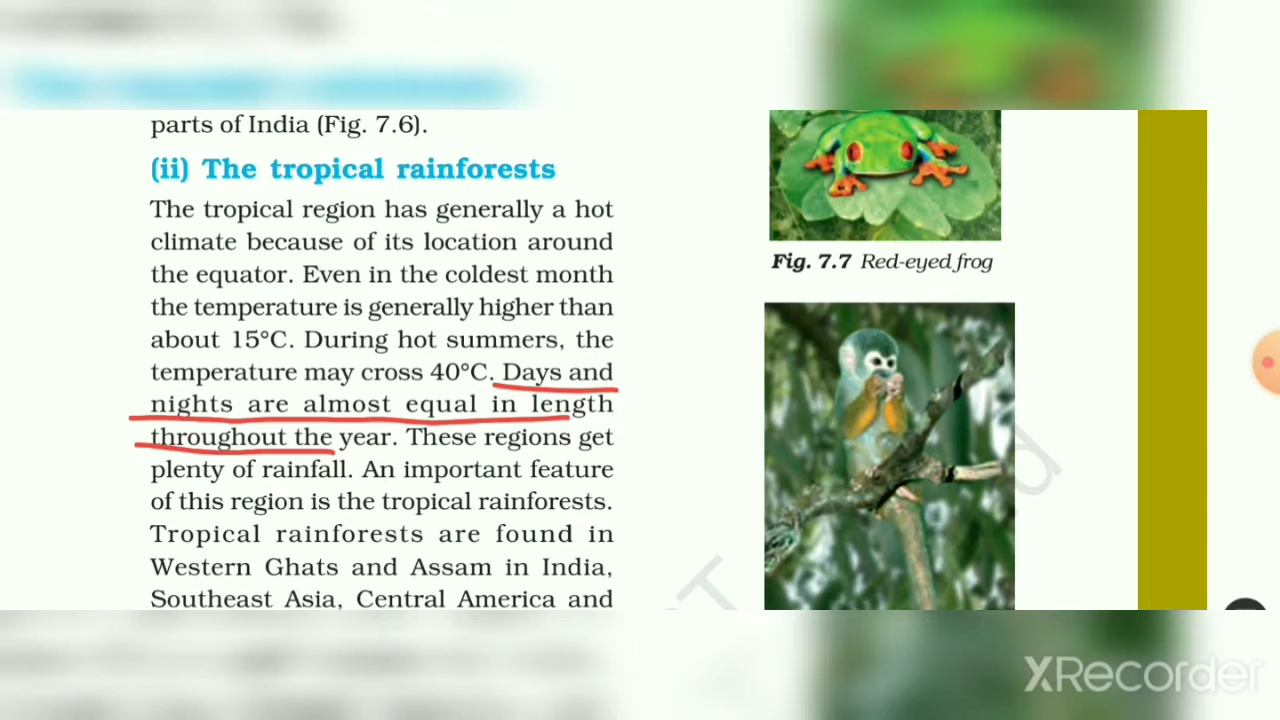 parts of India (Fig. 7.6).
(ii) The tropical rainforests
The tropical region has generally a hot
climate because of its location around
the equator. Even in the coldest month
the temperature is generally higher than
about 15°C. During hot summers, the
temperature may cross 40°C. Days and
nights are almost equal in length
throughout the year. These regions get
plenty of rainfall. An important feature
of this region is the tropical rainforests.
Tropical rainforests are found in
Western Ghats and Assam in India,
Southeast Asia, Central America and
Fig. 7.7 Red-eyed frog
XRecorder